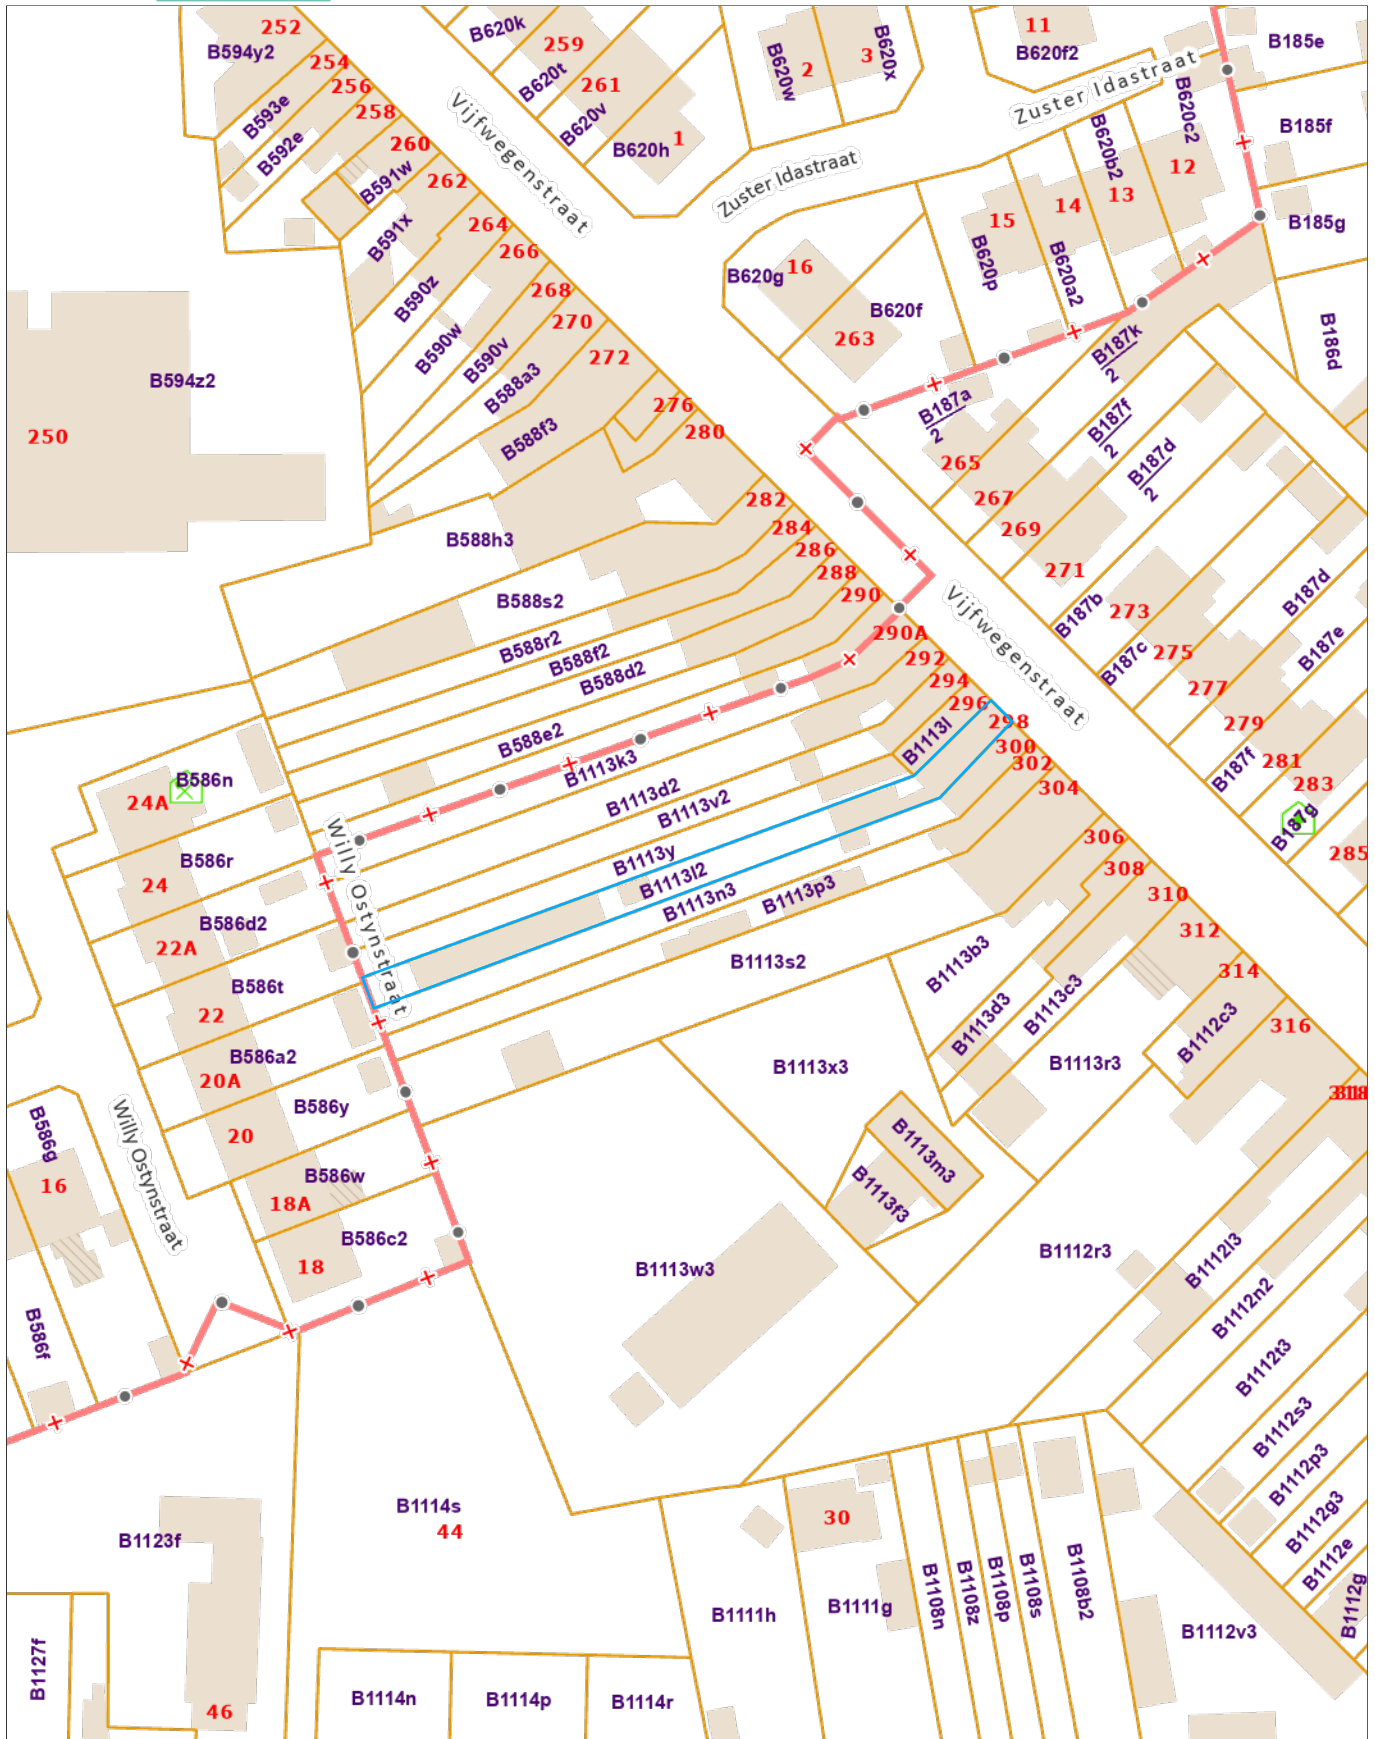 252
B594y2
254
256
258
B593e
B592e
260
B591w
262
B591x
264
266
B590z
268
B590w
270
B590v
272
B588a3
B588f3
276
280
B594z2
250
B620k
259
B620t
261
B620v
B620h
1
Vijfwegenstraat
B620w
2
3
B620x
11
B620f2
Zuster Idastraat
Zuster Idastraat
B185e
B185f
B185g
B186d
B620c2
12
B620b2
13
14
B620a2
15
B620p
B620g
16
B620f
263
B187k
2
B187a
2
B187f
2
B187d
2
265
267
269
271
B187b
273
B187c
275
277
279
281
283
285
B187d
B187e
B187f
B187g
Vijfwegenstraat
282
284
286
288
290
290A
292
294
296
298
300
302
304
306
308
310
312
314
316
318
B588h3
B588s2
B588r2
B588f2
B588d2
B588e2
B1113k3
B1113d2
B1113v2
B1113l
B1113y
B1113l2
B1113n3
B1113p3
B1113s2
B1113b3
B1113d3
B1113c3
B1112c3
B1113r3
B1113x3
B1113m3
B1113f3
B1113w3
B1112r3
B1112l3
B1112n2
B1112t3
B1112s3
B1112p3
B1112g3
B1112e
B1112g
B1112v3
Willy Ostynstraat
B586n
24A
B586r
24
B586d2
22A
B586t
22
B586a2
20A
B586y
20
B586w
18A
B586c2
18
B586g
16
Willy Ostynstraat
B586f
B1114s
44
B1123f
46
B1127f
B1114n
B1114p
B1114r
B1111h
30
B1111g
B1108n
B1108z
B1108p
B1108s
B1108b2